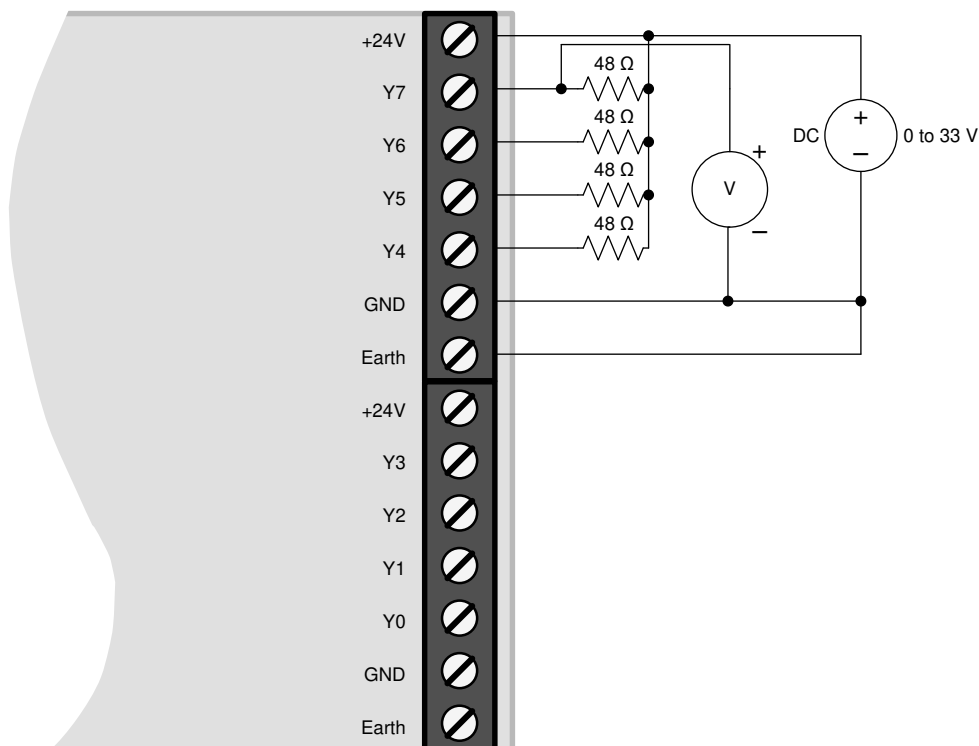 +24V
48 Ω
Y7
48 Ω
+
DC
0 to 33 V
Y6
+
–
48 Ω
V
Y5
48 Ω
–
Y4
GND
Earth
+24V
Y3
Y2
Y1
Y0
GND
Earth